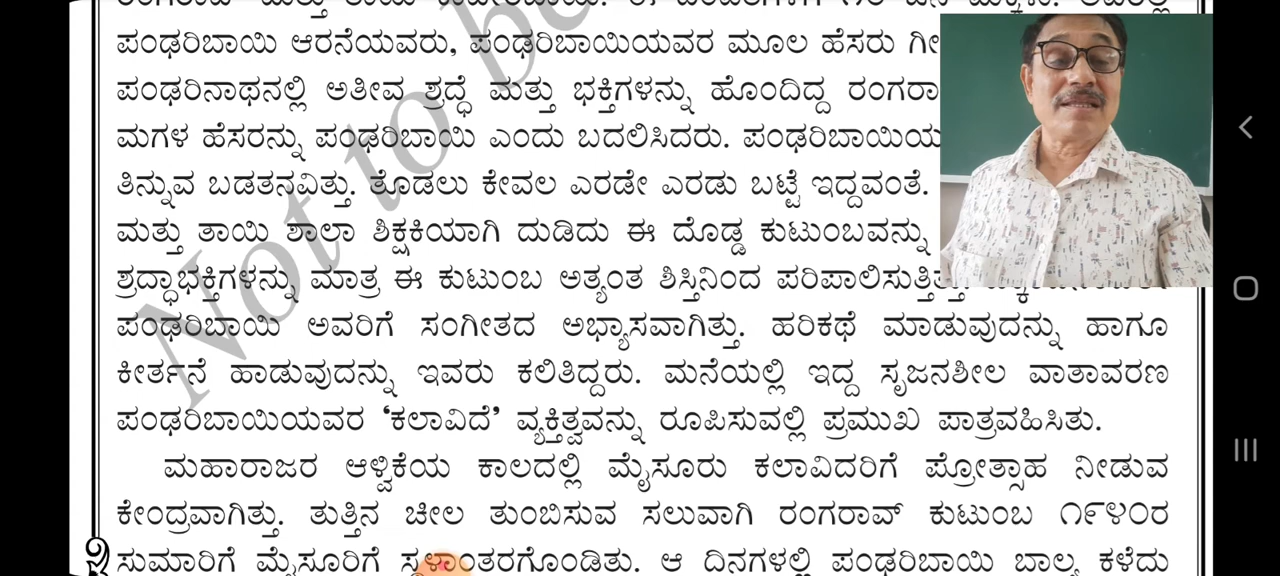 ಪಂಢರಿಬಾಯಿ ಆರನೆಯವರು, ಪಂಢರಿಬಾಯಿಯವರ ಮೂಲ ಹೆಸರು
ಪಂಢರಿನಾಥನಲ್ಲಿ ಅತೀವ ಶ್ರದ್ಧೆ ಮತ್ತು ಭಕ್ತಿಗಳನ್ನು ಹೊಂದಿದ್ದ
ಮಗಳ ಹೆಸರನ್ನು ಪಂಢರಿಬಾಯಿ ಎಂದು ಬದಲಿಸಿದರು.
ತಿನ್ನುವ ಬಡತನವಿತ್ತು. ತೊಡಲು ಕೇವಲ ಎರಡೇ ಎರಡು ಬಟ್ಟೆ ಇದ್ದವಂತೆ.
ಮತ್ತು ತಾಯಿ ಶಾಲಾ ಶಿಕ್ಷಕಿಯಾಗಿ ದುಡಿದು ಈ ದೊಡ್ಡ ಕುಟುಂಬವನ್ನು
ಶ್ರದ್ಧಾಭಕ್ತಿಗಳನ್ನು ಮಾತ್ರ ಈ ಕುಟುಂಬ ಅತ್ಯಂತ ಶಿಸ್ತಿನಿಂದ
ಪಂಢರಿಬಾಯಿ ಅವರಿಗೆ ಸಂಗೀತದ ಅಭ್ಯಾಸವಾಗಿತ್ತು. ಹರಿಕಥೆ ಮಾಡುವುದನ್ನು ಹಾಗೂ
ಕೀರ್ತನೆ ಹಾಡುವುದನ್ನು ಇವರು ಕಲಿತಿದ್ದರು. ಮನೆಯಲ್ಲಿ ಇದ್ದ ಸೃಜನಶೀಲ ವಾತಾವರಣ
ಪಂಢರಿಬಾಯಿಯವರ ‘ಕಲಾವಿದೆ’ ವ್ಯಕ್ತಿತ್ವವನ್ನು ರೂಪಿಸುವಲ್ಲಿ ಪ್ರಮುಖ ಪಾತ್ರವಹಿಸಿತು.
ಮಹಾರಾಜರ ಆಳ್ವಿಕೆಯ ಕಾಲದಲ್ಲಿ ಮೈಸೂರು ಕಲಾವಿದರಿಗೆ ಪ್ರೋತ್ಸಾಹ ನೀಡುವ
ಕೇಂದ್ರವಾಗಿತ್ತು. ತುತ್ತಿನ ಚೀಲ ತುಂಬಿಸುವ ಸಲುವಾಗಿ ರಂಗರಾವ್ ಕುಟುಂಬ ೧೯೪೦ರ
ಸುಮಾರಿಗೆ ಮೈಸೂರಿಗೆ ಸ್ಥಳಾಂತರಗೊಂಡಿತು. ಆ ದಿನಗಳಲ್ಲಿ ಪಂಢರಿಬಾಯಿ ಬಾಲ್ಯ ಕಳೆದು
Not to be